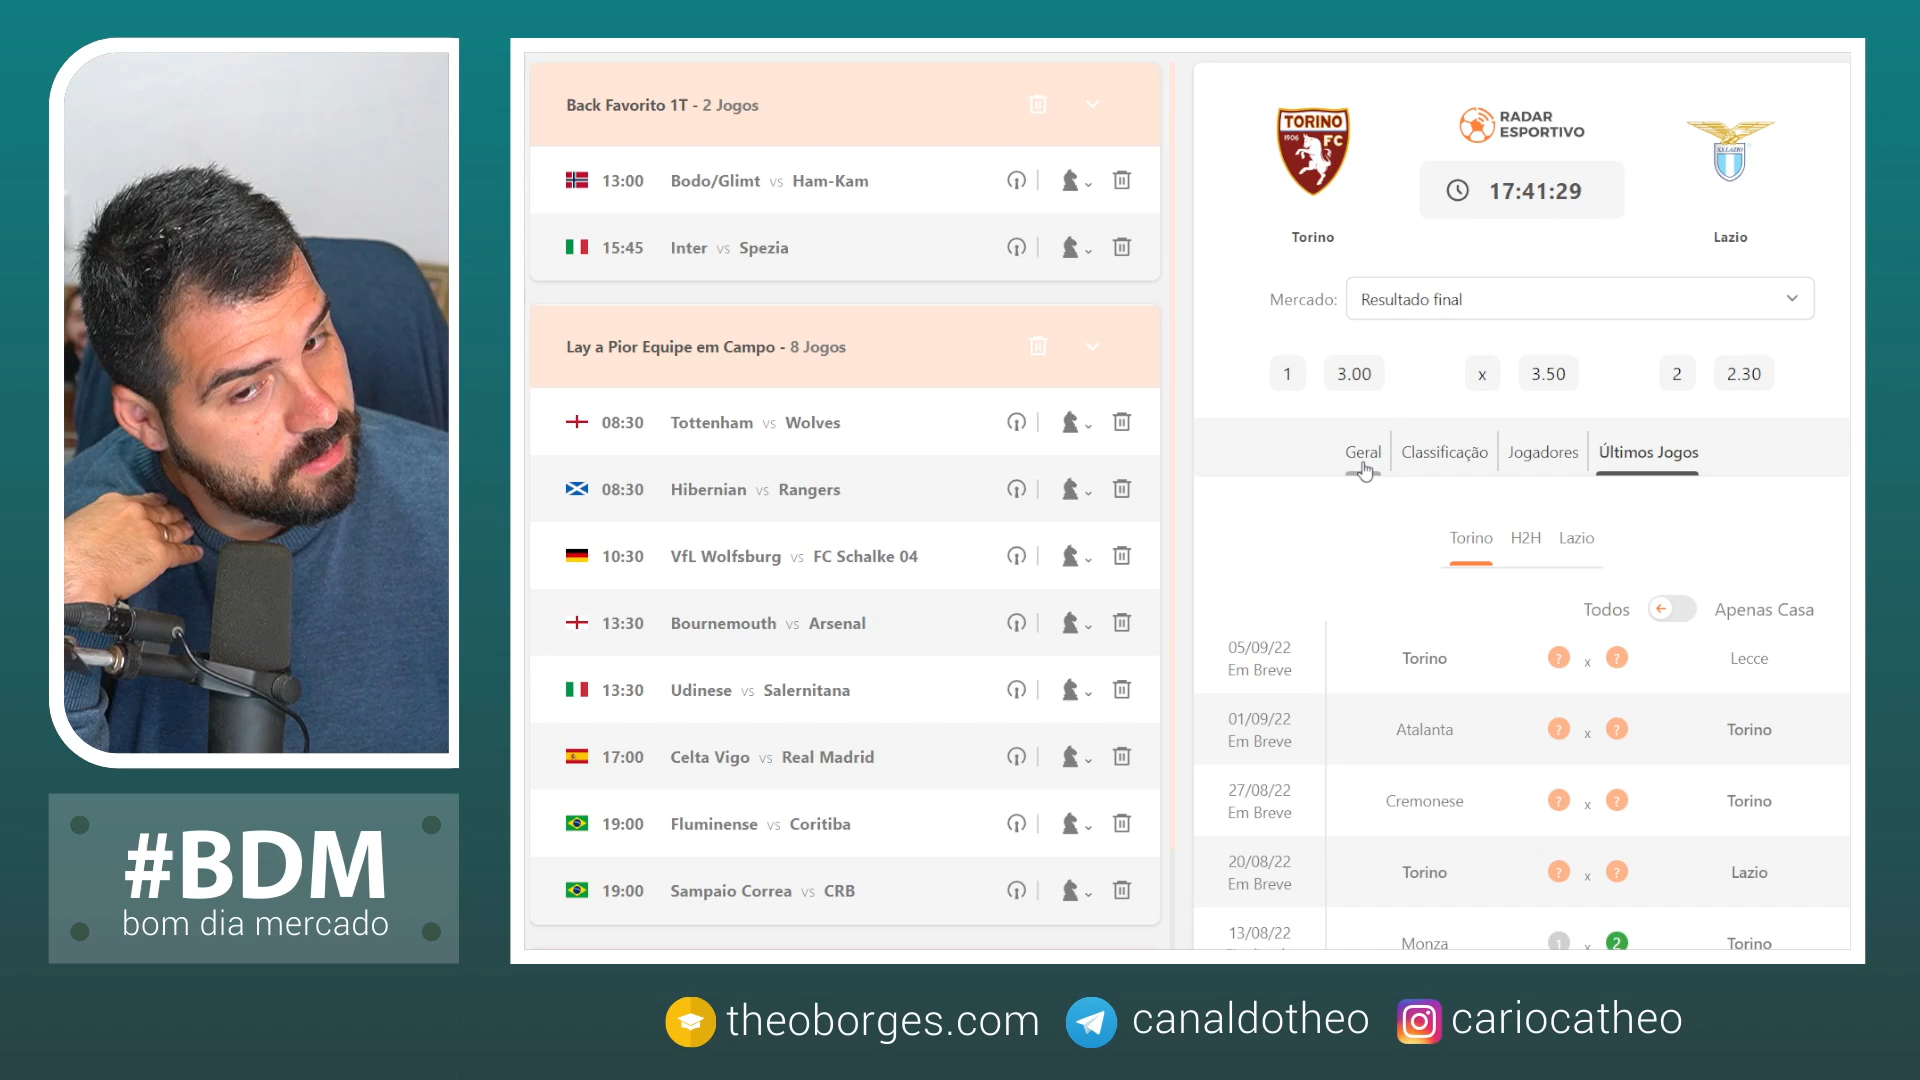 Back Favorito 1T - 2 Jogos
13:00 Bodo/Glimt vs Ham-Kam
15:45 Inter vs Spezia
Lay a Pior Equipe em Campo - 8 Jogos
08:30 Tottenham vs Wolves
08:30 Hibernian vs Rangers
10:30 VfL Wolfsburg vs FC Schalke 04
13:30 Bournemouth vs Arsenal
13:30 Udinese vs Salernitana
17:00 Celta Vigo vs Real Madrid
19:00 Fluminense vs Coritiba
19:00 Sampaio Correa vs CRB
TORINO
1906 FC
RADAR
ESPORTIVO
S.S.LAZIO
17:41:29
Torino
Lazio
Mercado: Resultado final
1 3.00 x 3.50 2 2.30
Geral Classificação Jogadores Últimos Jogos
Torino H2H Lazio
Todos Apenas Casa
05/09/22
Em Breve
Torino ? x ? Lecce
01/09/22
Em Breve
Atalanta ? x ? Torino
27/08/22
Em Breve
Cremonese ? x ? Torino
20/08/22
Em Breve
Torino ? x ? Lazio
13/08/22
Monza 1 x 2 Torino
#BDM
bom dia mercado
theoborges.com canaldotheo cariocatheo